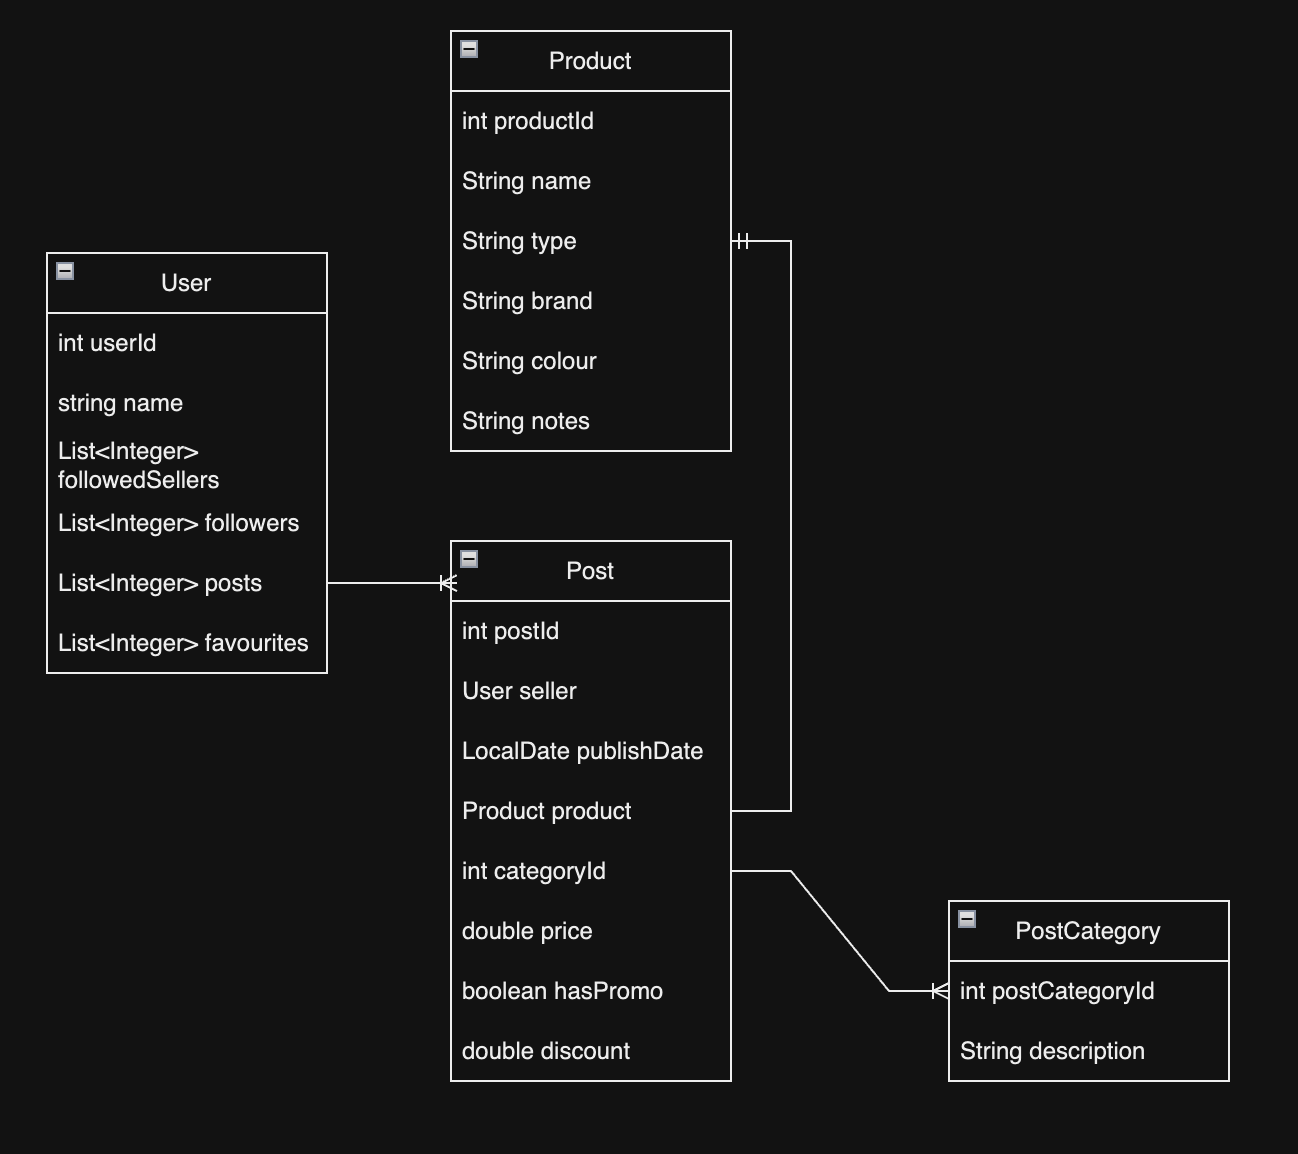 Product
int productId
String name
String type
String brand
String colour
String notes
User
int userId
string name
List<Integer>
followedSellers
List<Integer> followers
List<Integer> posts
List<Integer> favourites
Post
int postId
User seller
LocalDate publishDate
Product product
int categoryId
double price
boolean hasPromo
double discount
PostCategory
int postCategoryId
String description